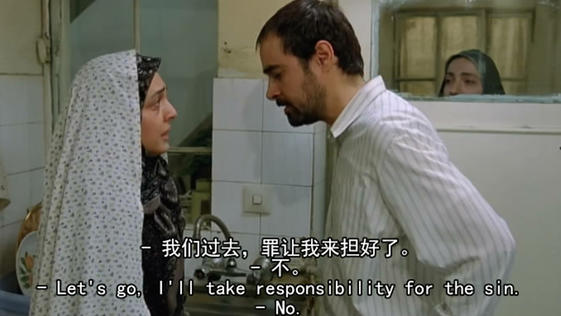 - 我们过去，罪让我来担好了。
- 不。
- Let's go, I'll take responsibility for the sin.
- No.